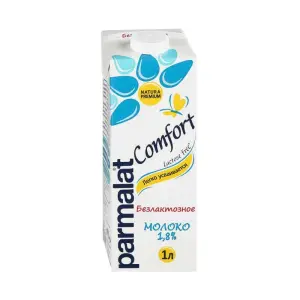 NATURA
PREMIUM
parmalat
Comfort
Lactose free
Легко усваивается
Безлактозное
МОЛОКО
1,8%
1л